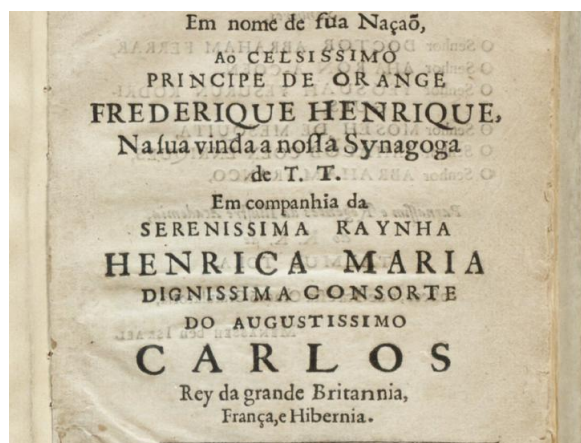 Em nome de ſua Naçaõ,
Ao CELSISSIMO
PRINCIPE DE ORANGE
FREDERIQUE HENRIQUE,
Na ſua vinda a noſſa Synagoga
de T. T.
Em companhia da
SERENISSIMA RAYNHA
HENRICA MARIA
DIGNISSIMA CONSORTE
DO AUGUSTISSIMO
CARLOS
Rey da grande Britannia,
França, e Hibernia.